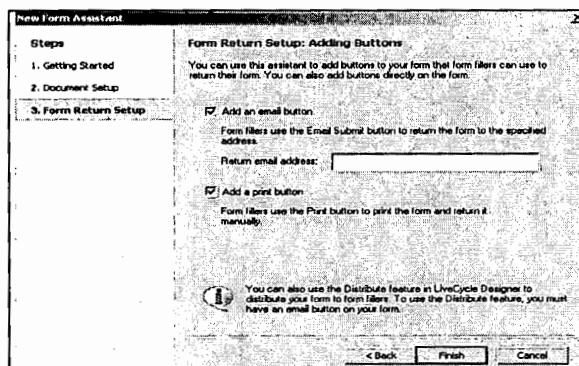 New Form Assistant
Steps
1. Getting Started
2. Document Setup
3. Form Return Setup
Form Return Setup: Adding Buttons
You can use this assistant to add buttons to your form that form fillers can use to
return their form. You can also add buttons directly on the form.
Add an email button
Form fillers use the Email Submit button to return the form to the specified
address.
Return email address:
Add a print button
Form fillers use the Print button to print the form and return it
manually.
You can also use the Distribute feature in LiveCycle Designer to
distribute your form to form fillers. To use the Distribute feature, you must
have an email button on your form.
< Back
Finish
Cancel